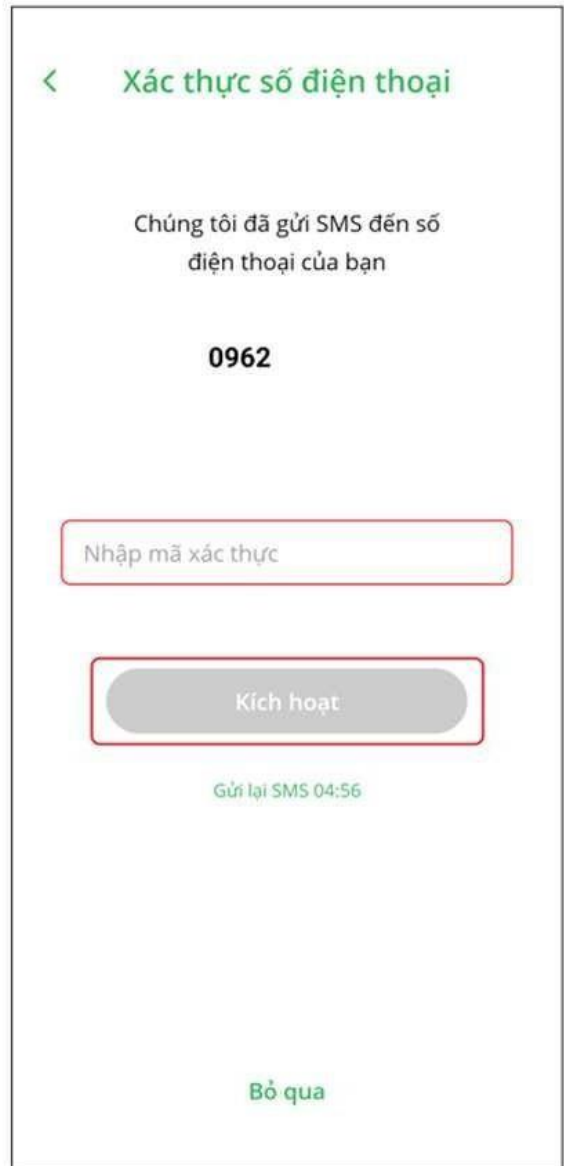 Xác thực số điện thoại
Chúng tôi đã gửi SMS đến số
điện thoại của bạn
0962
Nhập mã xác thực
Kích hoạt
Gửi lại SMS 04:56
Bỏ qua